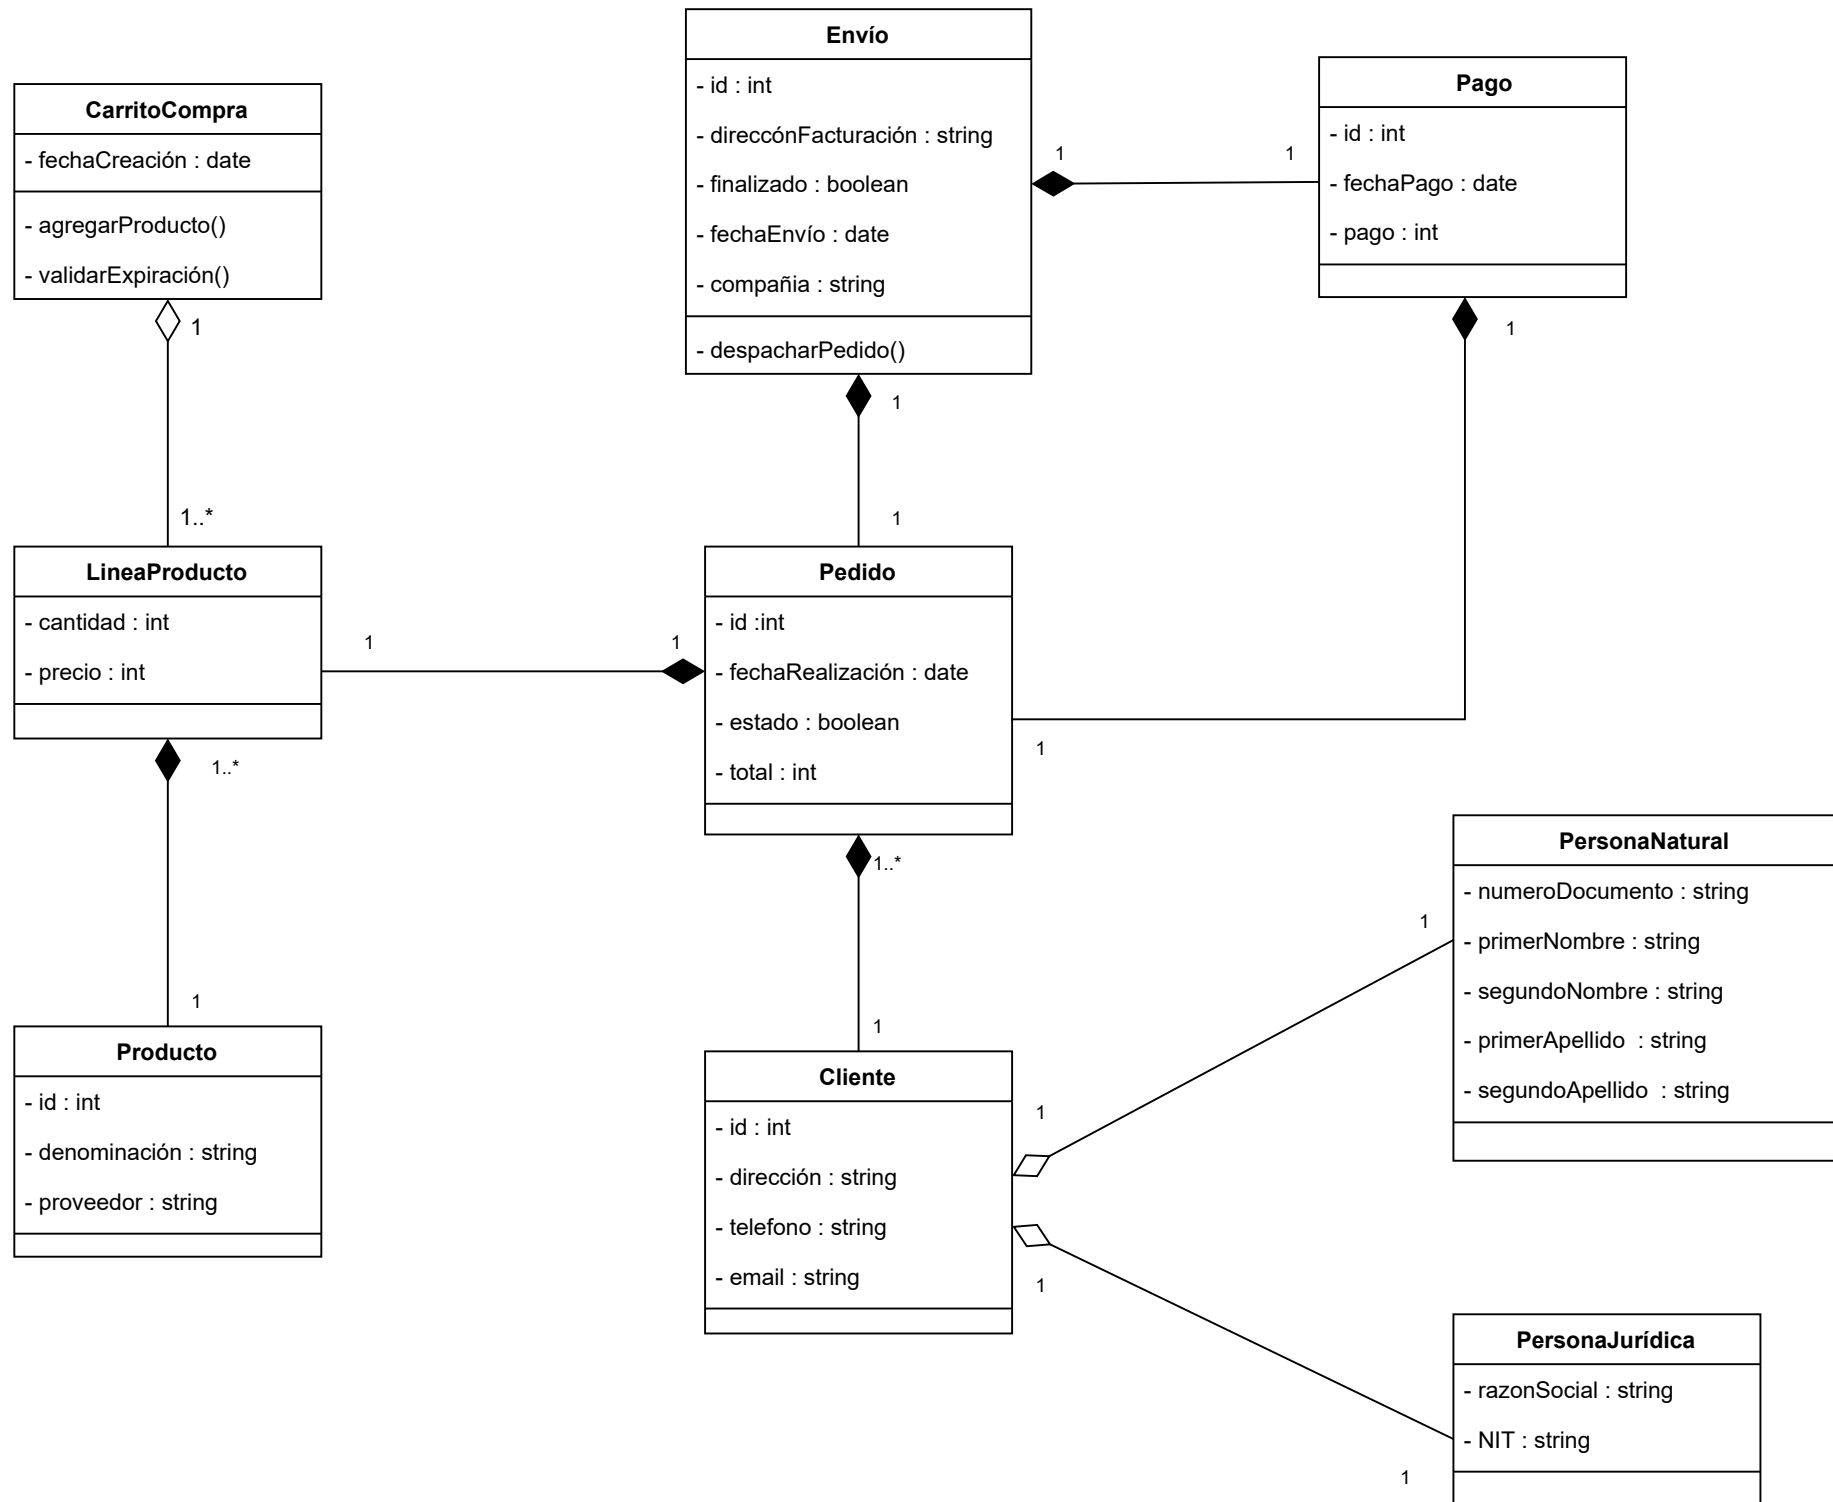 Envío
- id : int
- direccónFacturación : string
- finalizado : boolean
- fechaEnvío : date
- compañia : string
- despacharPedido()
Pago
- id : int
- fechaPago : date
- pago : int
CarritoCompra
- fechaCreación : date
- agregarProducto()
- validarExpiración()
1
1
1
1
1
1..*
1
LineaProducto
- cantidad : int
- precio : int
1
1
Pedido
- id :int
- fechaRealización : date
- estado : boolean
- total : int
1
1..*
1..*
1
1
Producto
- id : int
- denominación : string
- proveedor : string
Cliente
- id : int
- dirección : string
- telefono : string
- email : string
1
1
PersonaNatural
- numeroDocumento : string
- primerNombre : string
- segundoNombre : string
- primerApellido  : string
- segundoApellido  : string
1
1
PersonaJurídica
- razonSocial : string
- NIT : string